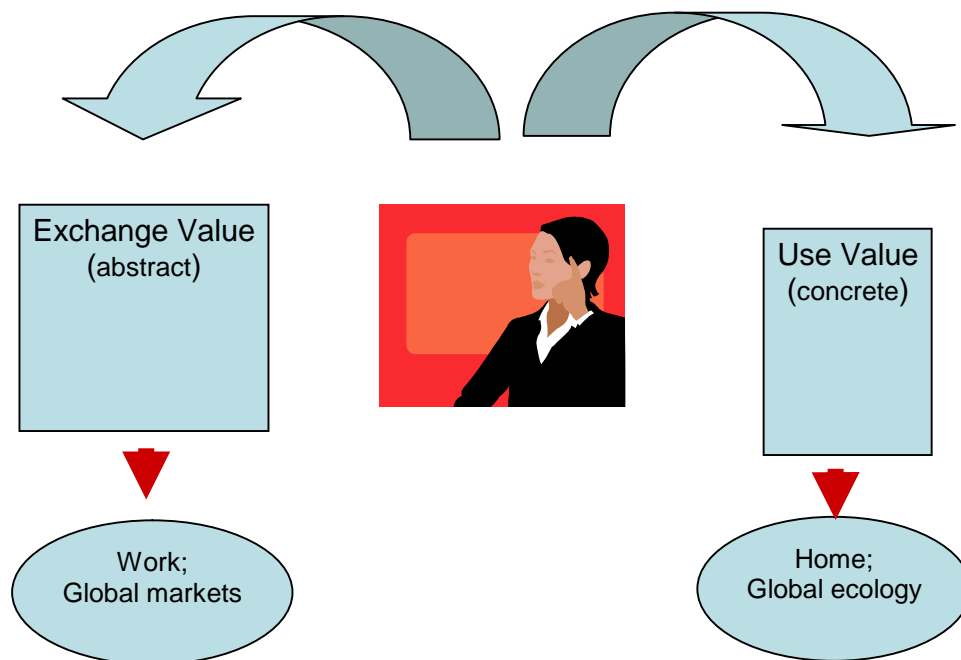 Exchange Value
(abstract)
Work;
Global markets
Use Value
(concrete)
Home;
Global ecology